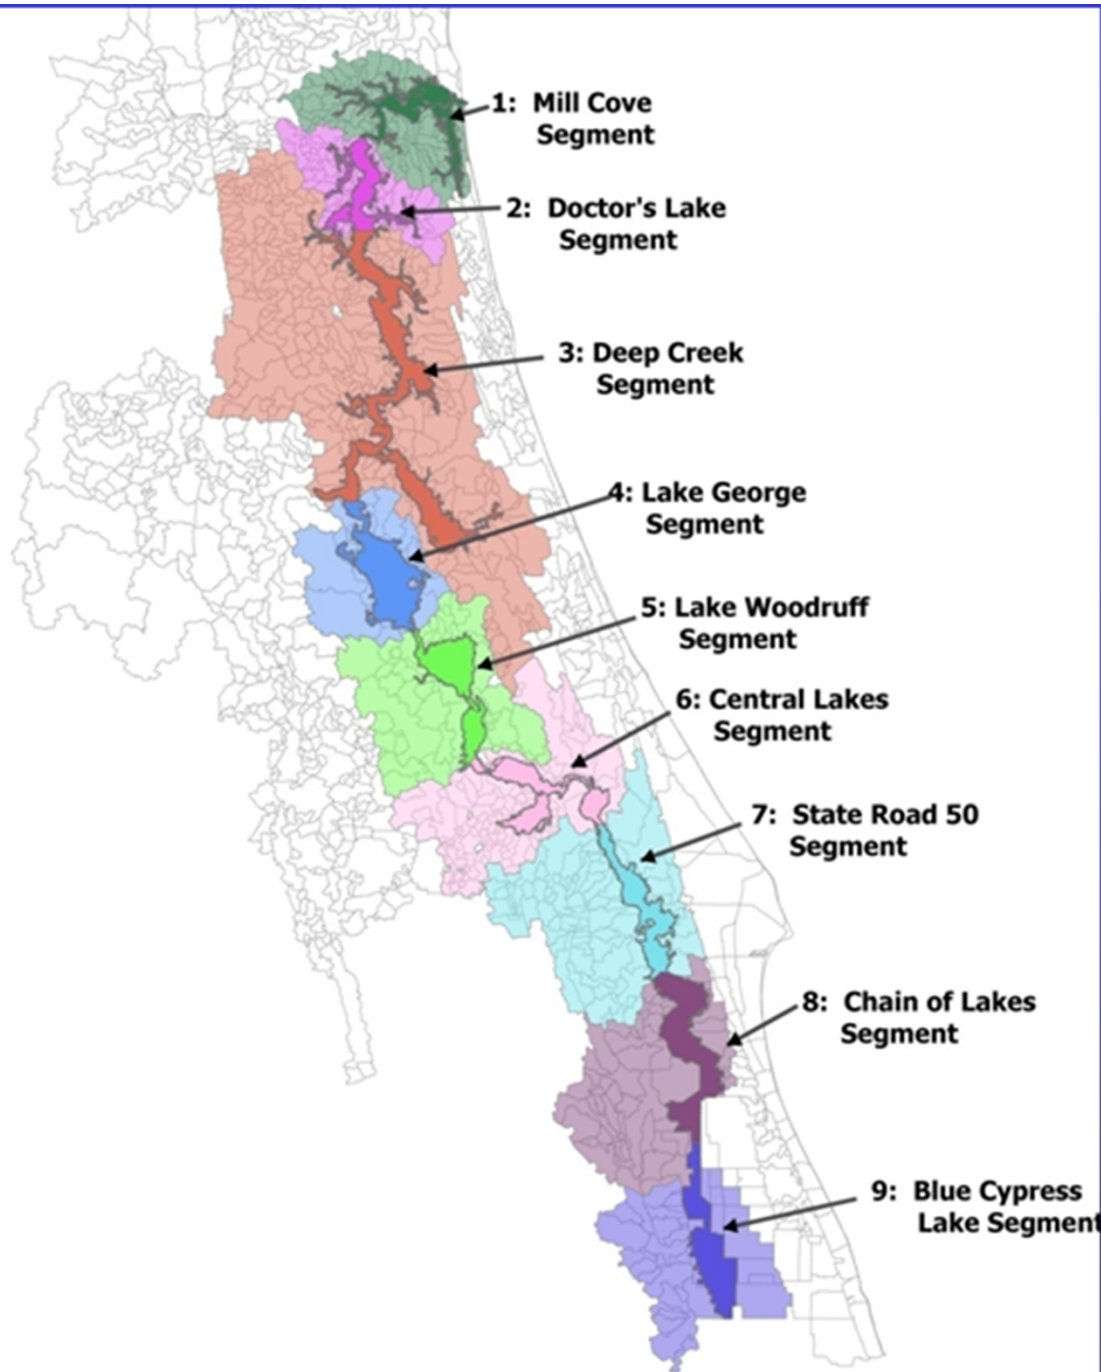 1: Mill Cove
Segment
2: Doctor's Lake
Segment
3: Deep Creek
Segment
4: Lake George
Segment
5: Lake Woodruff
Segment
6: Central Lakes
Segment
7: State Road 50
Segment
8: Chain of Lakes
Segment
9: Blue Cypress
Lake Segment